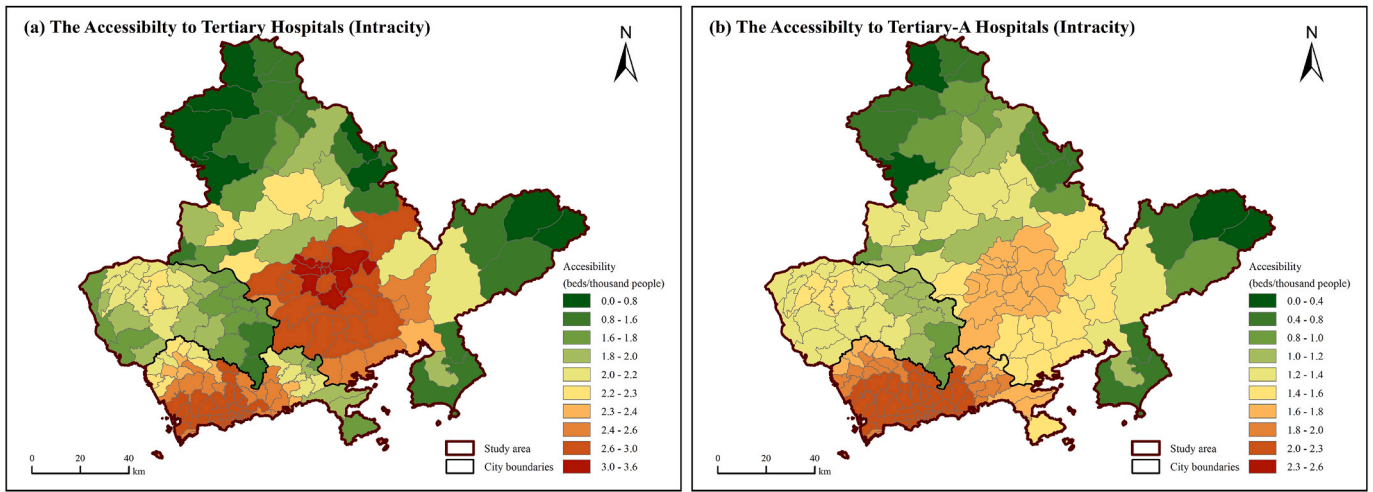 (a) The Accessibilty to Tertiary Hospitals (Intracity)
N
Accesibility
(beds/thousand people)
0.0 - 0.8
0.8 - 1.6
1.6 - 1.8
1.8 - 2.0
2.0 - 2.2
2.2 - 2.3
2.3 - 2.4
2.4 - 2.6
2.6 - 3.0
3.0 - 3.6
Study area
City boundaries
0 20 40
km
(b) The Accessibilty to Tertiary-A Hospitals (Intracity)
N
Accesibility
(beds/thousand people)
0.0 - 0.4
0.4 - 0.8
0.8 - 1.0
1.0 - 1.2
1.2 - 1.4
1.4 - 1.6
1.6 - 1.8
1.8 - 2.0
2.0 - 2.3
2.3 - 2.6
Study area
City boundaries
0 20 40
km